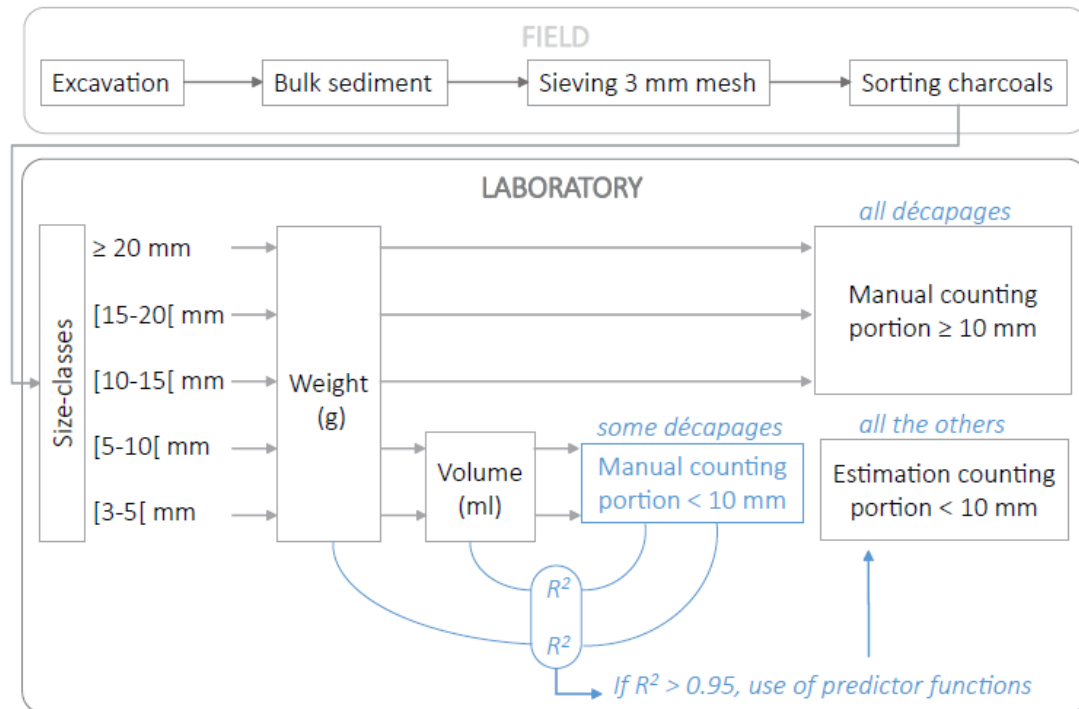 FIELD
Excavation
Bulk sediment
Sieving 3 mm mesh
Sorting charcoals
LABORATORY
Size-classes
≥ 20 mm
[15-20[ mm
[10-15[ mm
[5-10[ mm
[3-5[ mm
Weight
(g)
Volume
(ml)
all décapages
Manual counting
portion ≥ 10 mm
some décapages
Manual counting
portion < 10 mm
all the others
Estimation counting
portion < 10 mm
R²
R²
If R² > 0.95, use of predictor functions